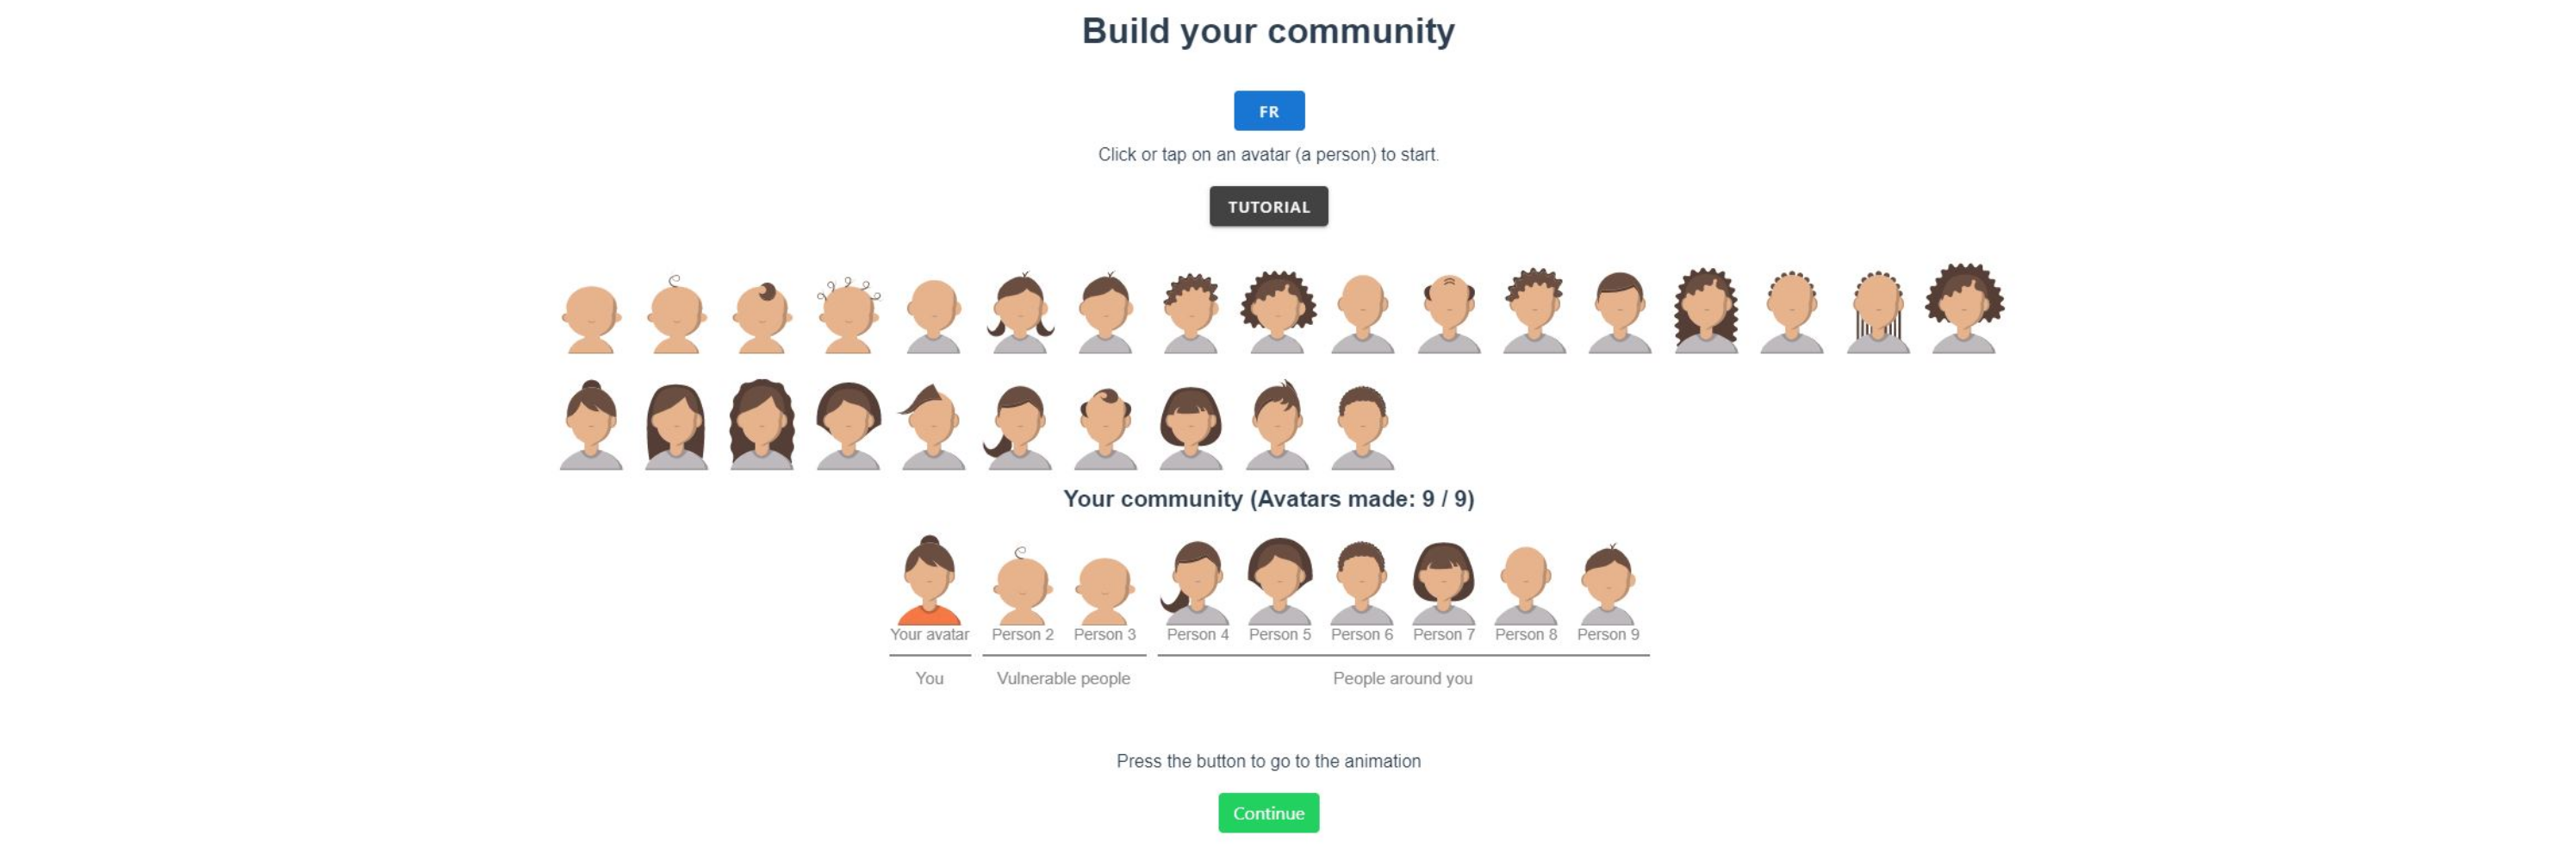 Build your community
FR
Click or tap on an avatar (a person) to start.
TUTORIAL
Your community (Avatars made: 9 / 9)
Your avatar Person 2 Person 3 Person 4 Person 5 Person 6 Person 7 Person 8 Person 9
You Vulnerable people People around you
Press the button to go to the animation
Continue